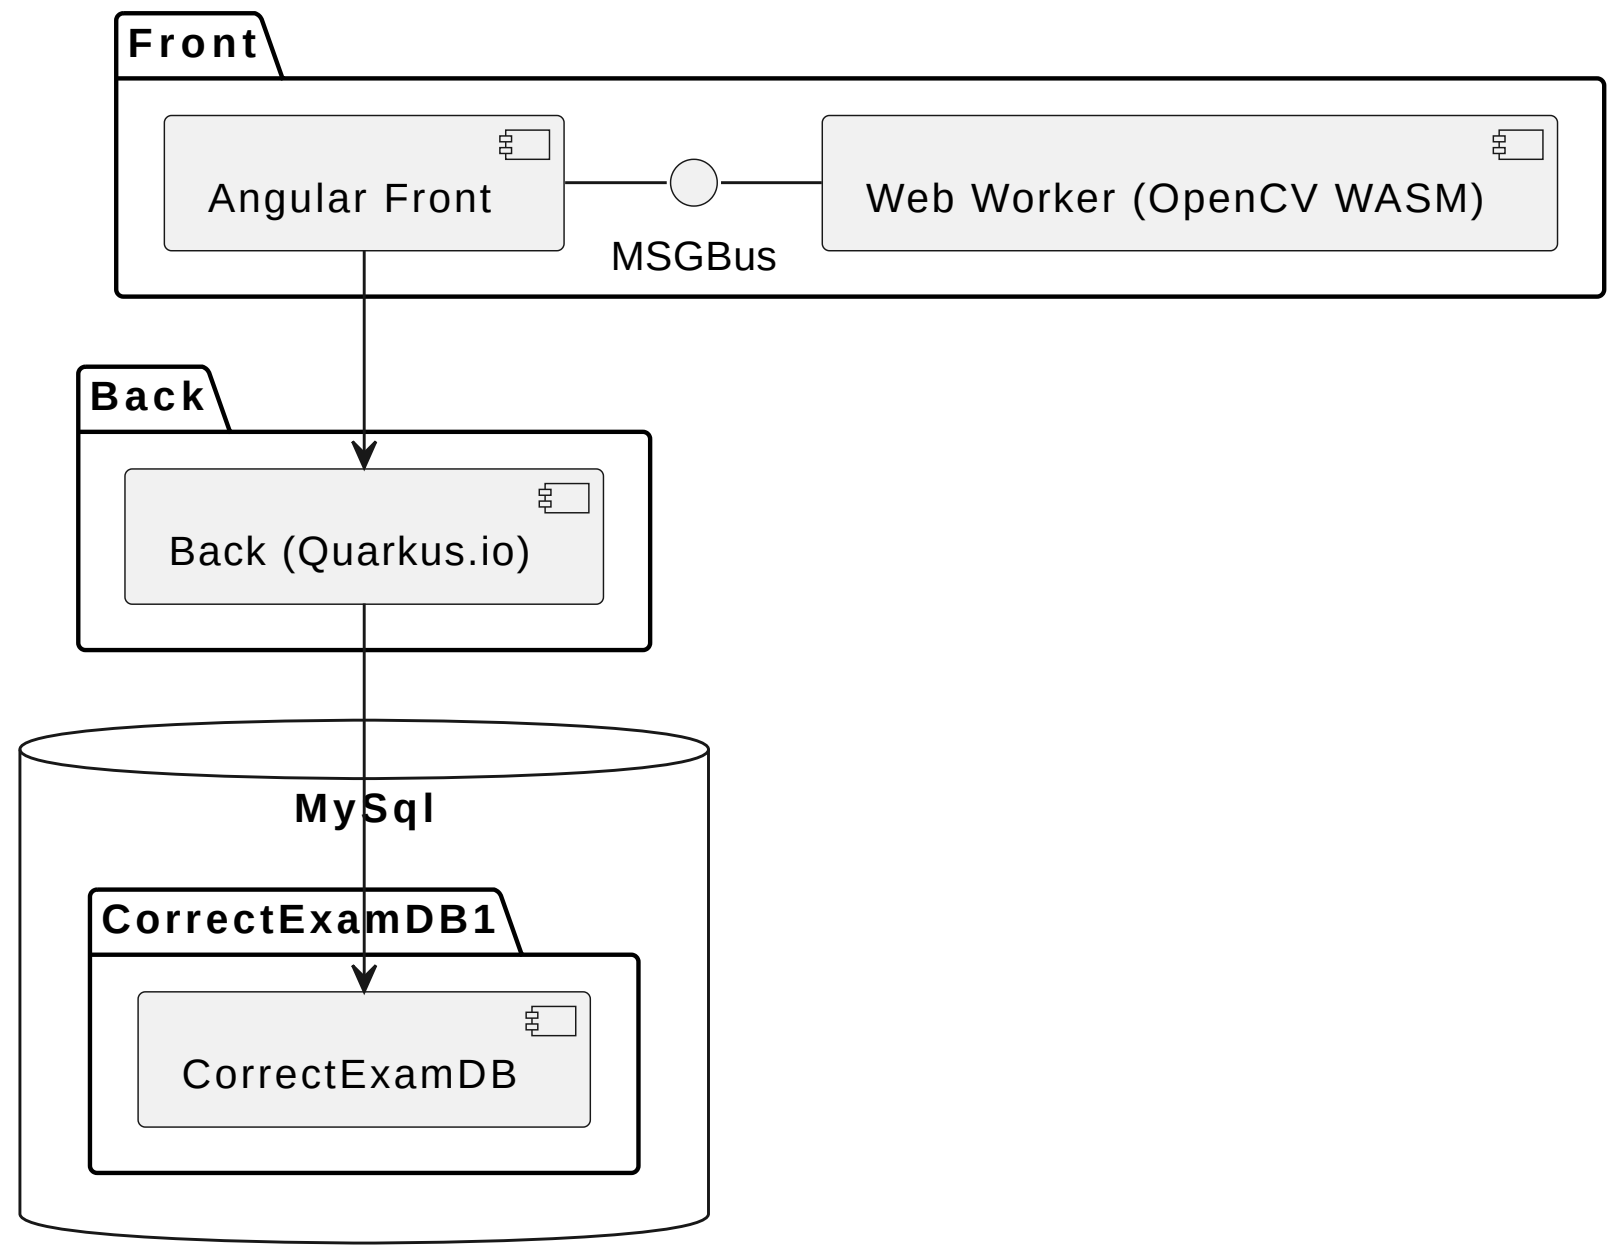 Front
Angular Front
Web Worker (OpenCV WASM)
MSGBus
Back
Back (Quarkus.io)
MySql
CorrectExamDB1
CorrectExamDB